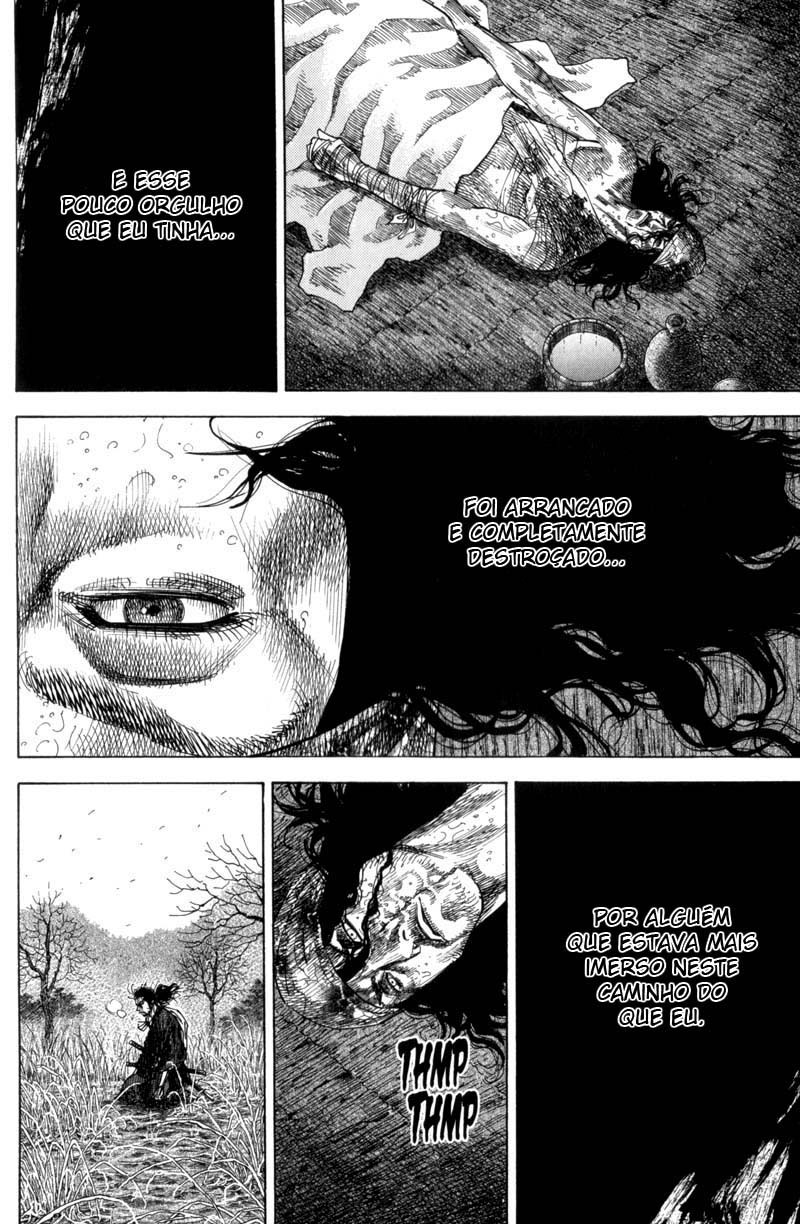 E ESSE
POUCO ORGULHO
QUE EU TINHA...
FOI ARRANCADO
E COMPLETAMENTE
DESTROÇADO...
POR ALGUÉM
QUE ESTAVA MAIS
IMERSO NESTE
CAMINHO DO
QUE EU.
THMP
THMP